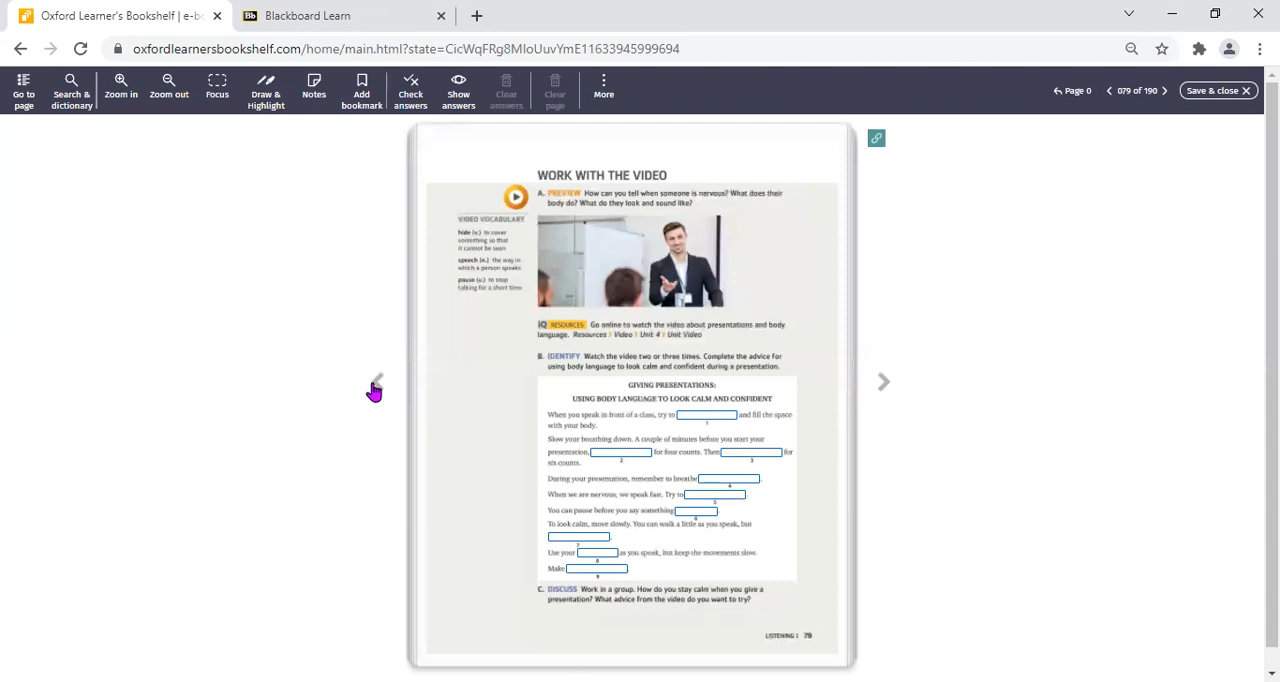 Oxford Learner's Bookshelf | e-bo
Blackboard Learn
oxfordlearnersbookshelf.com/home/main.html?state=CicWqFRg8MloUuvYmE11633945999694
Go to page
Search & dictionary
Zoom in
Zoom out
Focus
Draw & Highlight
Notes
Add bookmark
Check answers
Show answers
Clear answers
Clear page
More
Page 0
079 of 190
Save & close
WORK WITH THE VIDEO
A. PREVIEW How can you tell when someone is nervous? What does their
body do? What do they look and sound like?
VIDEO VOCABULARY
hide (v.) to cover
something so that
it cannot be seen
speech (n.) the way in
which a person speaks
pause (v.) to stop
talking for a short time
iQ RESOURCES Go online to watch the video about presentations and body
language. Resources > Video > Unit 4 > Unit Video
B. IDENTIFY Watch the video two or three times. Complete the advice for
using body language to look calm and confident during a presentation.
GIVING PRESENTATIONS:
USING BODY LANGUAGE TO LOOK CALM AND CONFIDENT
When you speak in front of a class, try to and fill the space
1
with your body.
Slow your breathing down. A couple of minutes before you start your
presentation, for four counts. Then for
2 3
six counts.
During your presentation, remember to breathe .
4
When we are nervous, we speak fast. Try to
5
You can pause before you say something .
6
To look calm, move slowly. You can walk a little as you speak, but
.
7
Use your as you speak, but keep the movements slow.
8
Make .
9
C. DISCUSS Work in a group. How do you stay calm when you give a
presentation? What advice from the video do you want to try?
LISTENING 1 79